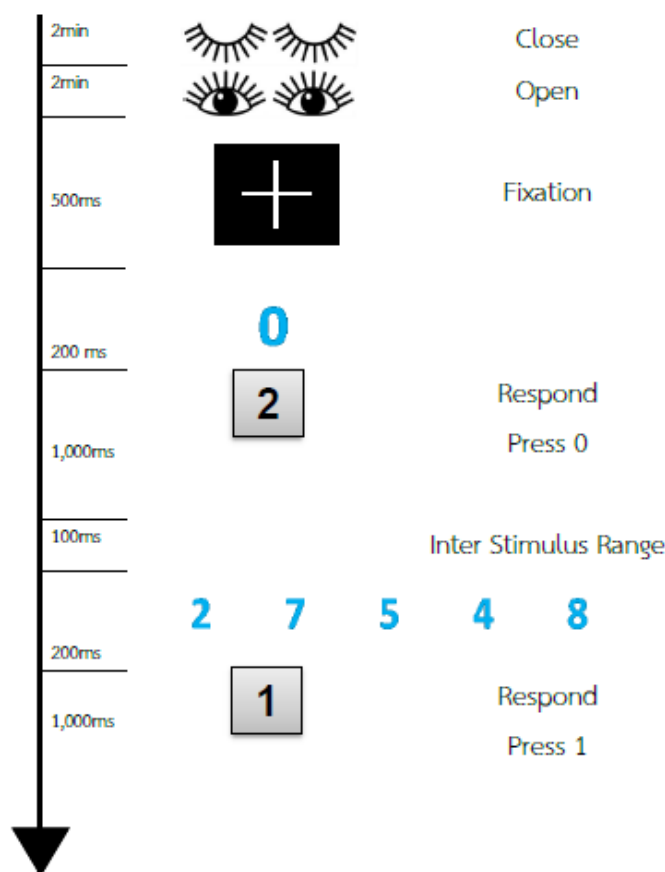 2min
Close
2min
Open
500ms
Fixation
0
200 ms
2
Respond
Press 0
1,000ms
100ms
Inter Stimulus Range
2 7 5 4 8
200ms
1
Respond
1,000ms
Press 1